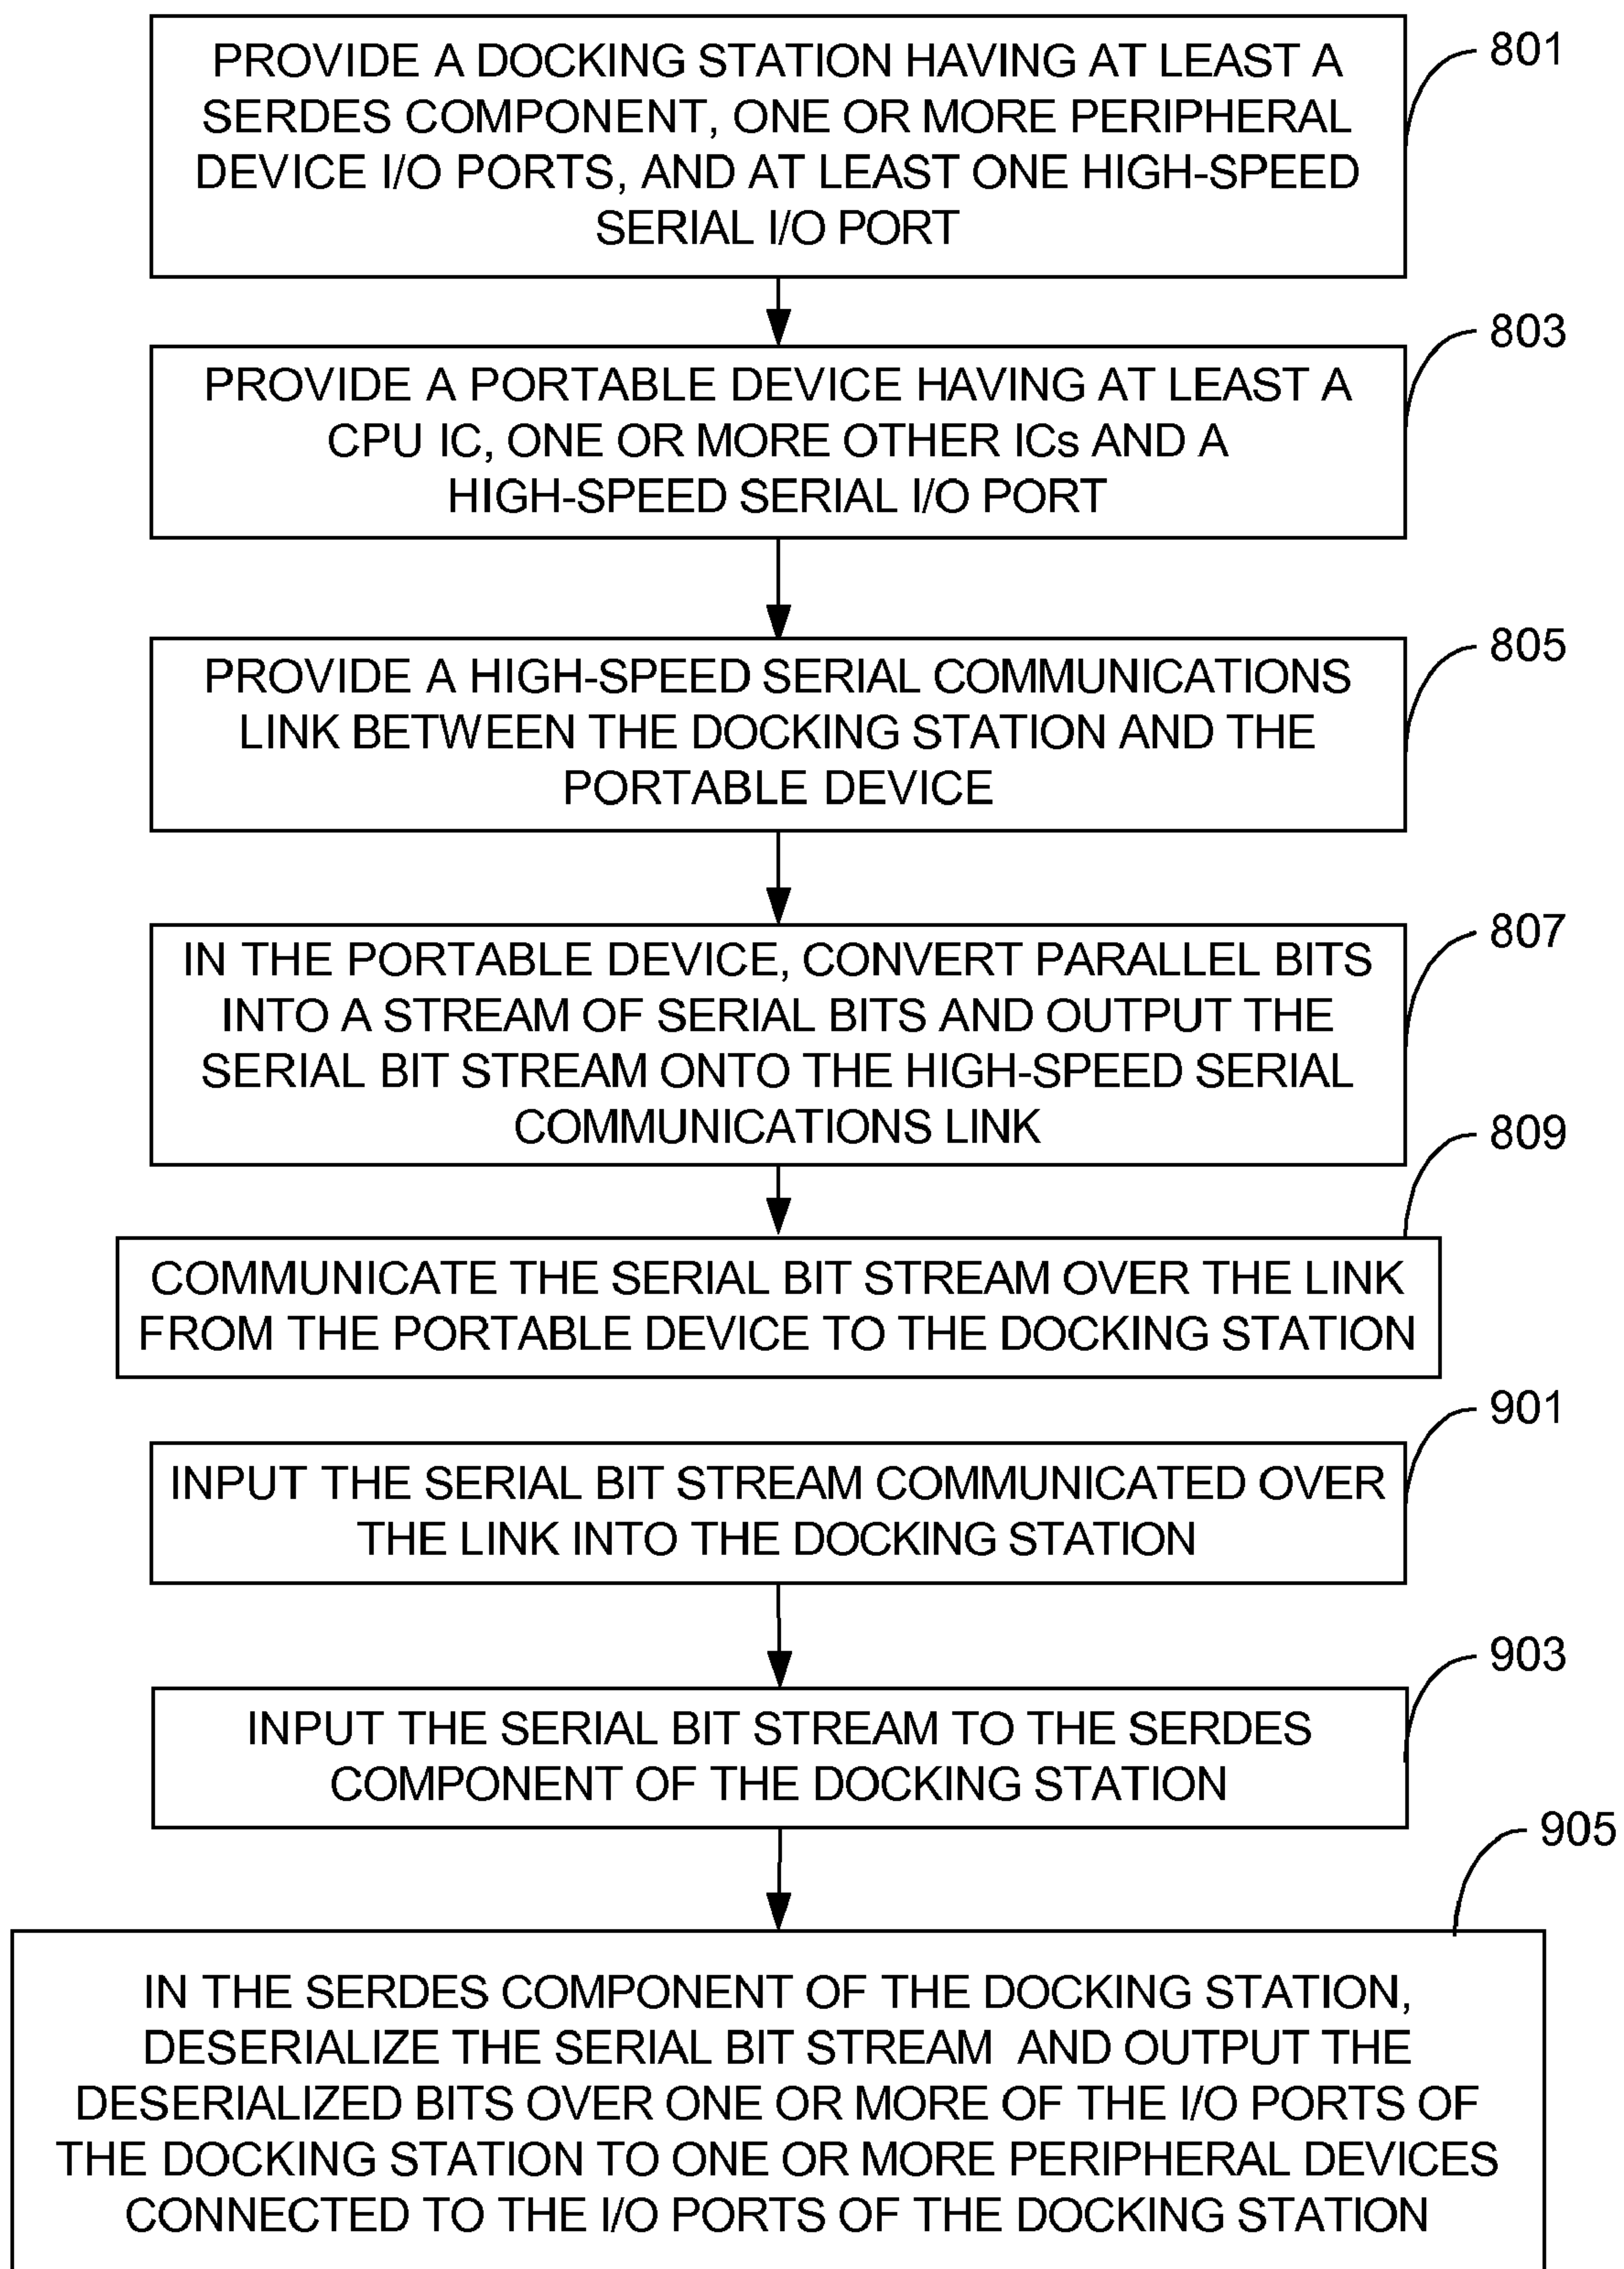 PROVIDE A DOCKING STATION HAVING AT LEAST A
SERDES COMPONENT, ONE OR MORE PERIPHERAL
DEVICE I/O PORTS, AND AT LEAST ONE HIGH-SPEED
SERIAL I/O PORT
801
PROVIDE A PORTABLE DEVICE HAVING AT LEAST A
CPU IC, ONE OR MORE OTHER ICs AND A
HIGH-SPEED SERIAL I/O PORT
803
PROVIDE A HIGH-SPEED SERIAL COMMUNICATIONS
LINK BETWEEN THE DOCKING STATION AND THE
PORTABLE DEVICE
805
IN THE PORTABLE DEVICE, CONVERT PARALLEL BITS
INTO A STREAM OF SERIAL BITS AND OUTPUT THE
SERIAL BIT STREAM ONTO THE HIGH-SPEED SERIAL
COMMUNICATIONS LINK
807
COMMUNICATE THE SERIAL BIT STREAM OVER THE LINK
FROM THE PORTABLE DEVICE TO THE DOCKING STATION
809
INPUT THE SERIAL BIT STREAM COMMUNICATED OVER
THE LINK INTO THE DOCKING STATION
901
INPUT THE SERIAL BIT STREAM TO THE SERDES
COMPONENT OF THE DOCKING STATION
903
IN THE SERDES COMPONENT OF THE DOCKING STATION,
DESERIALIZE THE SERIAL BIT STREAM AND OUTPUT THE
DESERIALIZED BITS OVER ONE OR MORE OF THE I/O PORTS OF
THE DOCKING STATION TO ONE OR MORE PERIPHERAL DEVICES
CONNECTED TO THE I/O PORTS OF THE DOCKING STATION
905